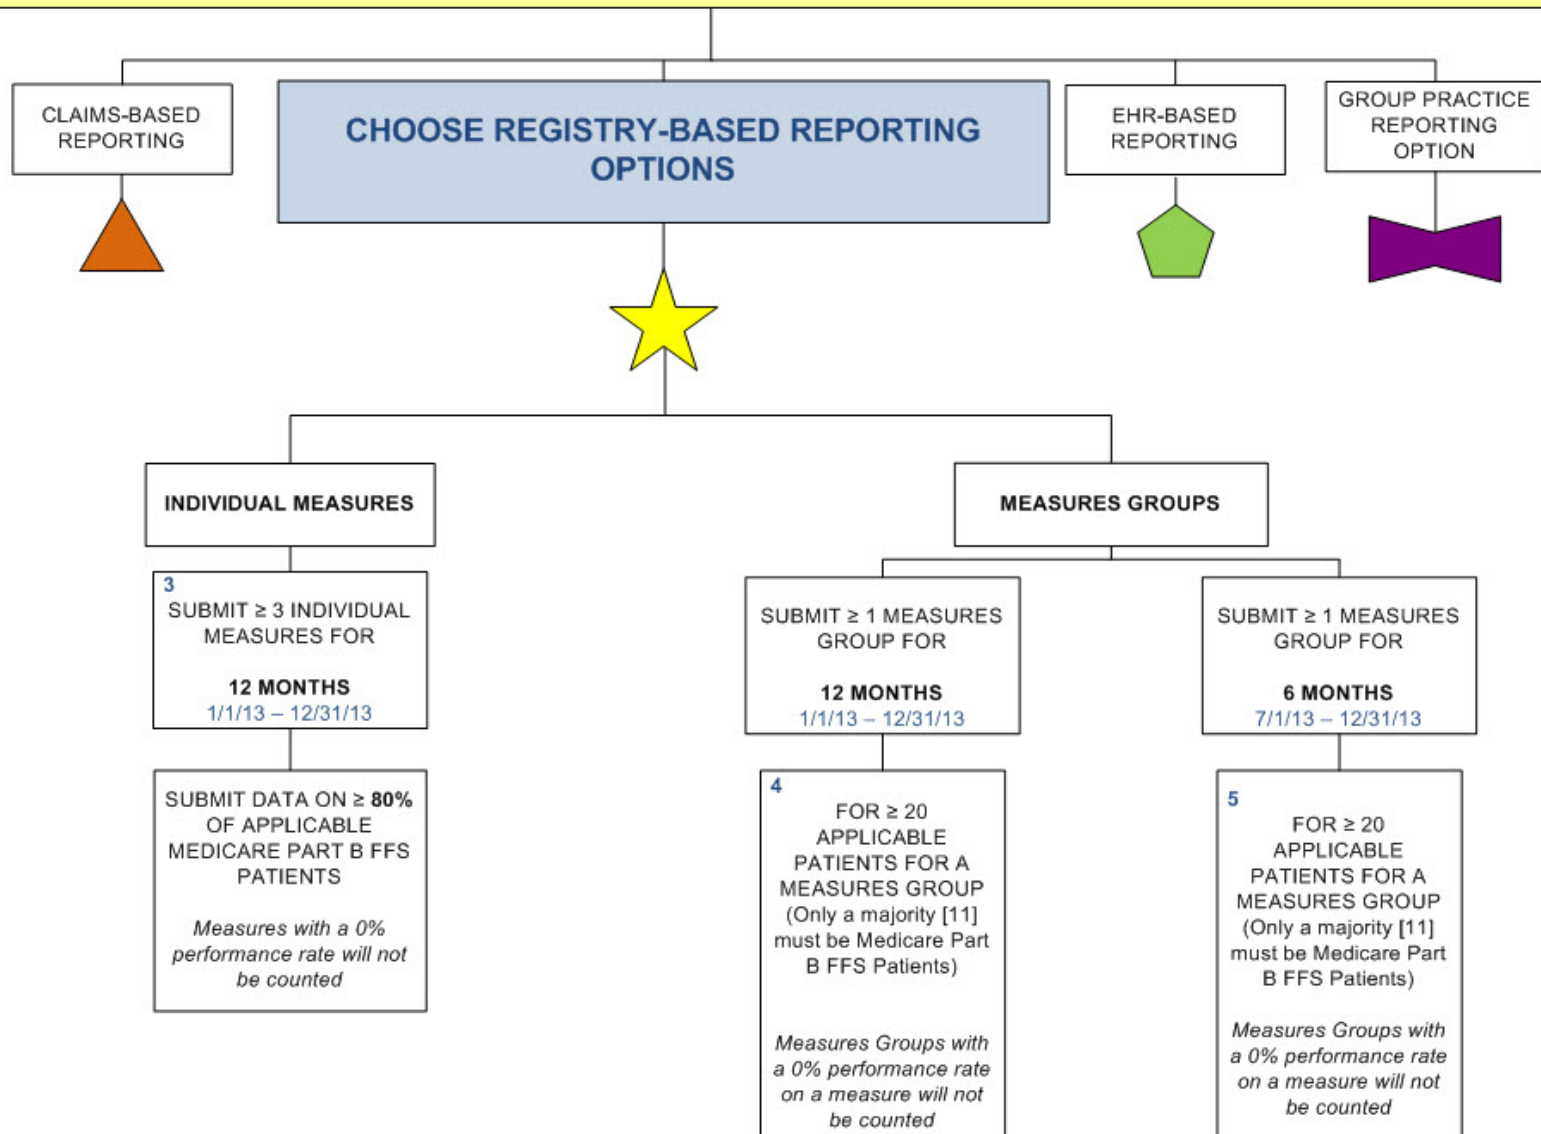 CLAIMS-BASED
REPORTING
CHOOSE REGISTRY-BASED REPORTING
OPTIONS
EHR-BASED
REPORTING
GROUP PRACTICE
REPORTING
OPTION
INDIVIDUAL MEASURES
MEASURES GROUPS
3
SUBMIT ≥ 3 INDIVIDUAL
MEASURES FOR
12 MONTHS
1/1/13 – 12/31/13
SUBMIT DATA ON ≥ 80%
OF APPLICABLE
MEDICARE PART B FFS
PATIENTS
Measures with a 0%
performance rate will not
be counted
SUBMIT ≥ 1 MEASURES
GROUP FOR
12 MONTHS
1/1/13 – 12/31/13
4
FOR ≥ 20
APPLICABLE
PATIENTS FOR A
MEASURES GROUP
(Only a majority [11]
must be Medicare Part
B FFS Patients)
Measures Groups with
a 0% performance rate
on a measure will not
be counted
SUBMIT ≥ 1 MEASURES
GROUP FOR
6 MONTHS
7/1/13 – 12/31/13
5
FOR ≥ 20
APPLICABLE
PATIENTS FOR A
MEASURES GROUP
(Only a majority [11]
must be Medicare Part
B FFS Patients)
Measures Groups with
a 0% performance rate
on a measure will not
be counted